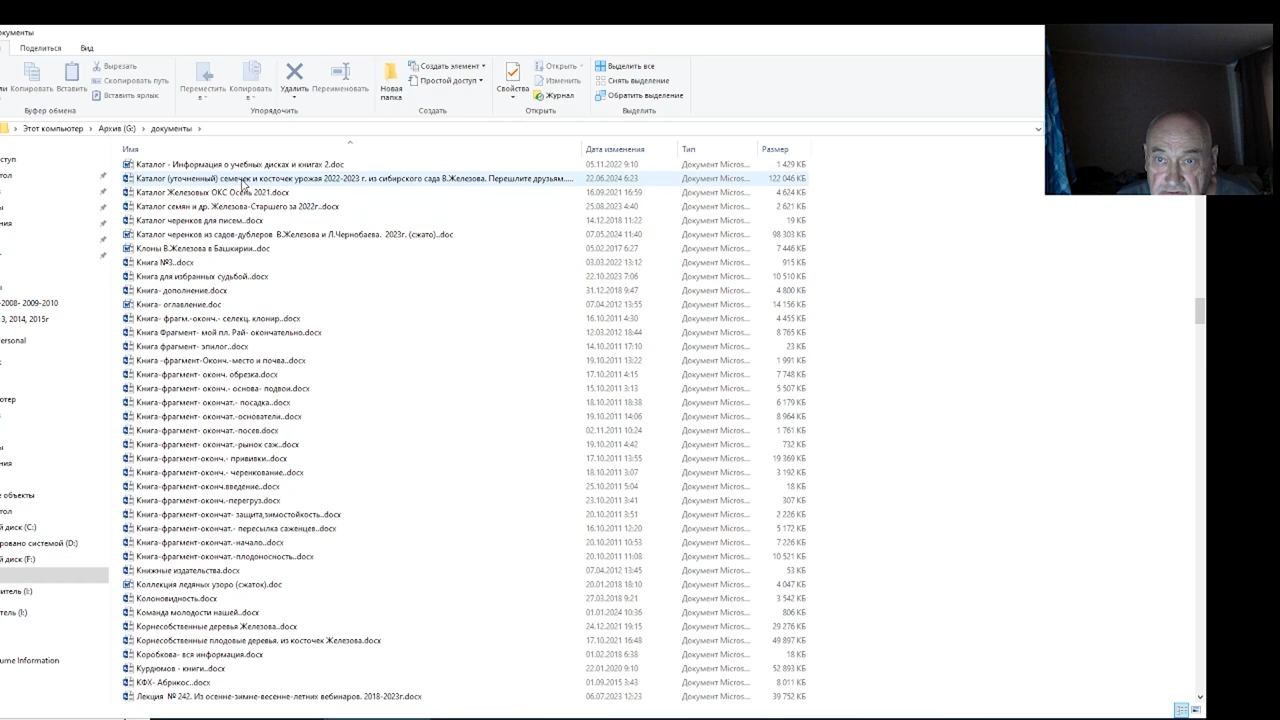 документы
Поделиться Вид
Копировать Вставить Вырезать Скопировать путь Вставить ярлык
Буфер обмена
Переместить в Копировать в Удалить Переименовать
Упорядочить
Новая папка Создать элемент Простой доступ
Создать
Свойства Открыть Изменить Журнал
Открыть
Выделить все Снять выделение Обратить выделение
Выделить
Этот компьютер Архив (G:) документы
Имя Дата изменения Тип Размер
Каталог - Информация о учебных дисках и книгах 2.doc 05.11.2022 9:10 Документ Micros... 1 429 КБ
Каталог (уточненный) семечек и косточек урожая 2022-2023 г. из сибирского сада В.Железова. Перешлите друзьям..... 22.06.2024 6:23 Документ Micros... 122 046 КБ
Каталог Железовых ОКС Осень 2021.docx 16.09.2021 16:59 Документ Micros... 4 624 КБ
Каталог семян и др. Железова-Старшего за 2022г..docx 25.08.2023 4:40 Документ Micros... 2 621 КБ
Каталог черенков для писем..docx 14.12.2018 11:22 Документ Micros... 19 КБ
Каталог черенков из садов-дублеров В.Железова и Л.Чернобаева. 2023г. (сжато)..doc 07.05.2024 11:40 Документ Micros... 98 303 КБ
Клоны В.Железова в Башкирии..doc 05.02.2017 6:27 Документ Micros... 7 446 КБ
Книга №3..docx 03.03.2022 13:12 Документ Micros... 915 КБ
Книга для избранных судьбой..docx 22.10.2023 7:06 Документ Micros... 10 510 КБ
Книга- дополнение.docx 31.12.2018 9:47 Документ Micros... 4 800 КБ
Книга- оглавление.doc 07.04.2012 13:55 Документ Micros... 14 156 КБ
Книга- фрагм.-оконч.- селекц. клонир..docx 16.10.2011 4:30 Документ Micros... 4 455 КБ
Книга Фрагмент- мой пл. Рай- окончательно.docx 12.03.2012 18:44 Документ Micros... 8 765 КБ
Книга фрагмент- эпилог..docx 14.10.2011 17:10 Документ Micros... 23 КБ
Книга -фрагмент-Оконч.-место и почва..docx 19.10.2011 13:22 Документ Micros... 1 991 КБ
Книга-фрагмент- оконч. обрезка.docx 17.10.2011 4:15 Документ Micros... 7 748 КБ
Книга-фрагмент- оконч.- основа- подвои.docx 15.10.2011 3:13 Документ Micros... 5 507 КБ
Книга-фрагмент- окончат.- посадка..docx 18.10.2011 18:38 Документ Micros... 6 179 КБ
Книга-фрагмент- окончат.-основатели..docx 19.10.2011 14:06 Документ Micros... 8 964 КБ
Книга-фрагмент- окончат.-посев.docx 02.11.2011 10:24 Документ Micros... 1 761 КБ
Книга-фрагмент- окончат.-рынок саж..docx 19.10.2011 4:42 Документ Micros... 732 КБ
Книга-фрагмент-оконч.- прививки..docx 17.10.2011 13:55 Документ Micros... 19 369 КБ
Книга-фрагмент-оконч.- черенкование..docx 18.10.2011 3:07 Документ Micros... 3 192 КБ
Книга-фрагмент-оконч.введение..docx 25.10.2011 5:04 Документ Micros... 18 КБ
Книга-фрагмент-оконч.-перегруз.docx 23.10.2011 3:41 Документ Micros... 307 КБ
Книга-фрагмент-окончат- защита,зимостойкость..docx 20.10.2011 3:51 Документ Micros... 2 226 КБ
Книга-фрагмент-окончат.- пересылка саженцев..docx 16.10.2011 12:20 Документ Micros... 5 172 КБ
Книга-фрагмент-окончат.-начало..docx 20.10.2011 10:53 Документ Micros... 7 226 КБ
Книга-фрагмент-окончат.-плодоносность..docx 20.10.2011 11:08 Документ Micros... 10 521 КБ
Книжные издательства.docx 07.04.2012 13:45 Документ Micros... 53 КБ
Коллекция ледяных узоро (сжаток).doc 20.01.2018 18:10 Документ Micros... 4 047 КБ
Колоновидность.docx 27.03.2018 9:21 Документ Micros... 3 542 КБ
Команда молодости нашей..docx 01.01.2024 10:36 Документ Micros... 806 КБ
Корнесобственные деревья Железова..docx 24.12.2021 19:15 Документ Micros... 29 276 КБ
Корнесобственные плодовые деревья. из косточек Железова.docx 17.10.2021 16:48 Документ Micros... 49 897 КБ
Коробкова- вся информация.docx 01.02.2018 6:38 Документ Micros... 18 КБ
Курдюмов - книги..docx 22.01.2020 9:10 Документ Micros... 52 893 КБ
КФХ- Абрикос..docx 01.09.2015 3:43 Документ Micros... 8 011 КБ
Лекция № 242. Из осенне-зимне-весенне-летних вебинаров. 2018-2023г.docx 06.07.2023 12:23 Документ Micros... 39 752 КБ
-2008- 2009-2010
3, 2014, 2015г
ersonal
диск (C:)
ировано системой (D:)
диск (F:)
итель (I:)
тель (I:)
ume Information